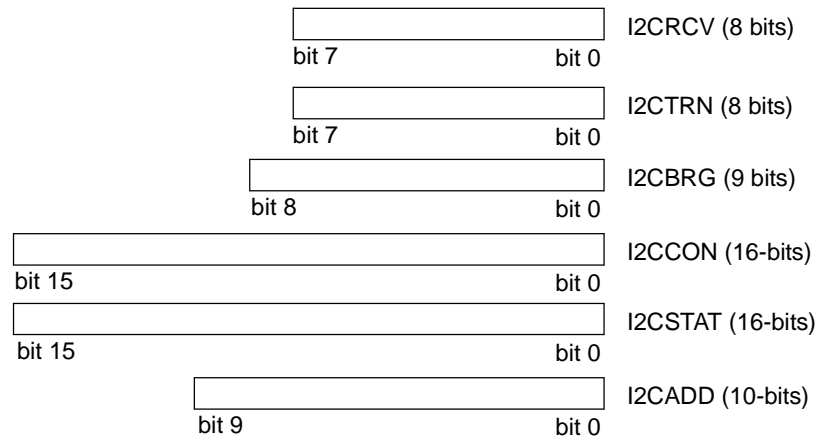 I2CRCV (8 bits)
bit 7 bit 0
I2CTRN (8 bits)
bit 7 bit 0
I2CBRG (9 bits)
bit 8 bit 0
I2CCON (16-bits)
bit 15 bit 0
I2CSTAT (16-bits)
bit 15 bit 0
I2CADD (10-bits)
bit 9 bit 0